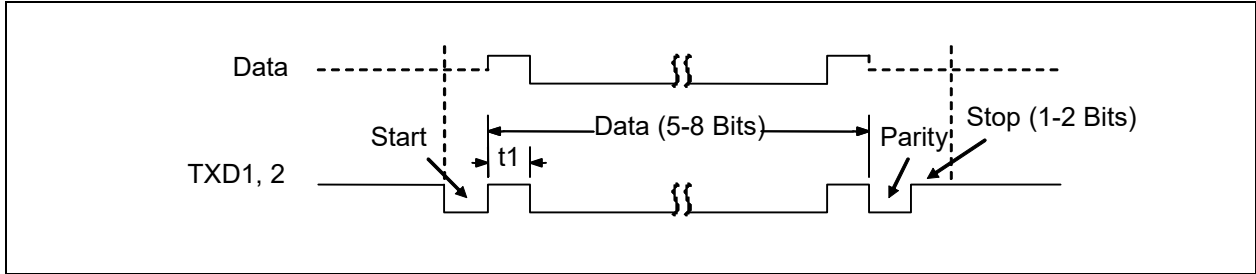 Data
Data (5-8 Bits)
Stop (1-2 Bits)
Start
Parity
t1
TXD1, 2